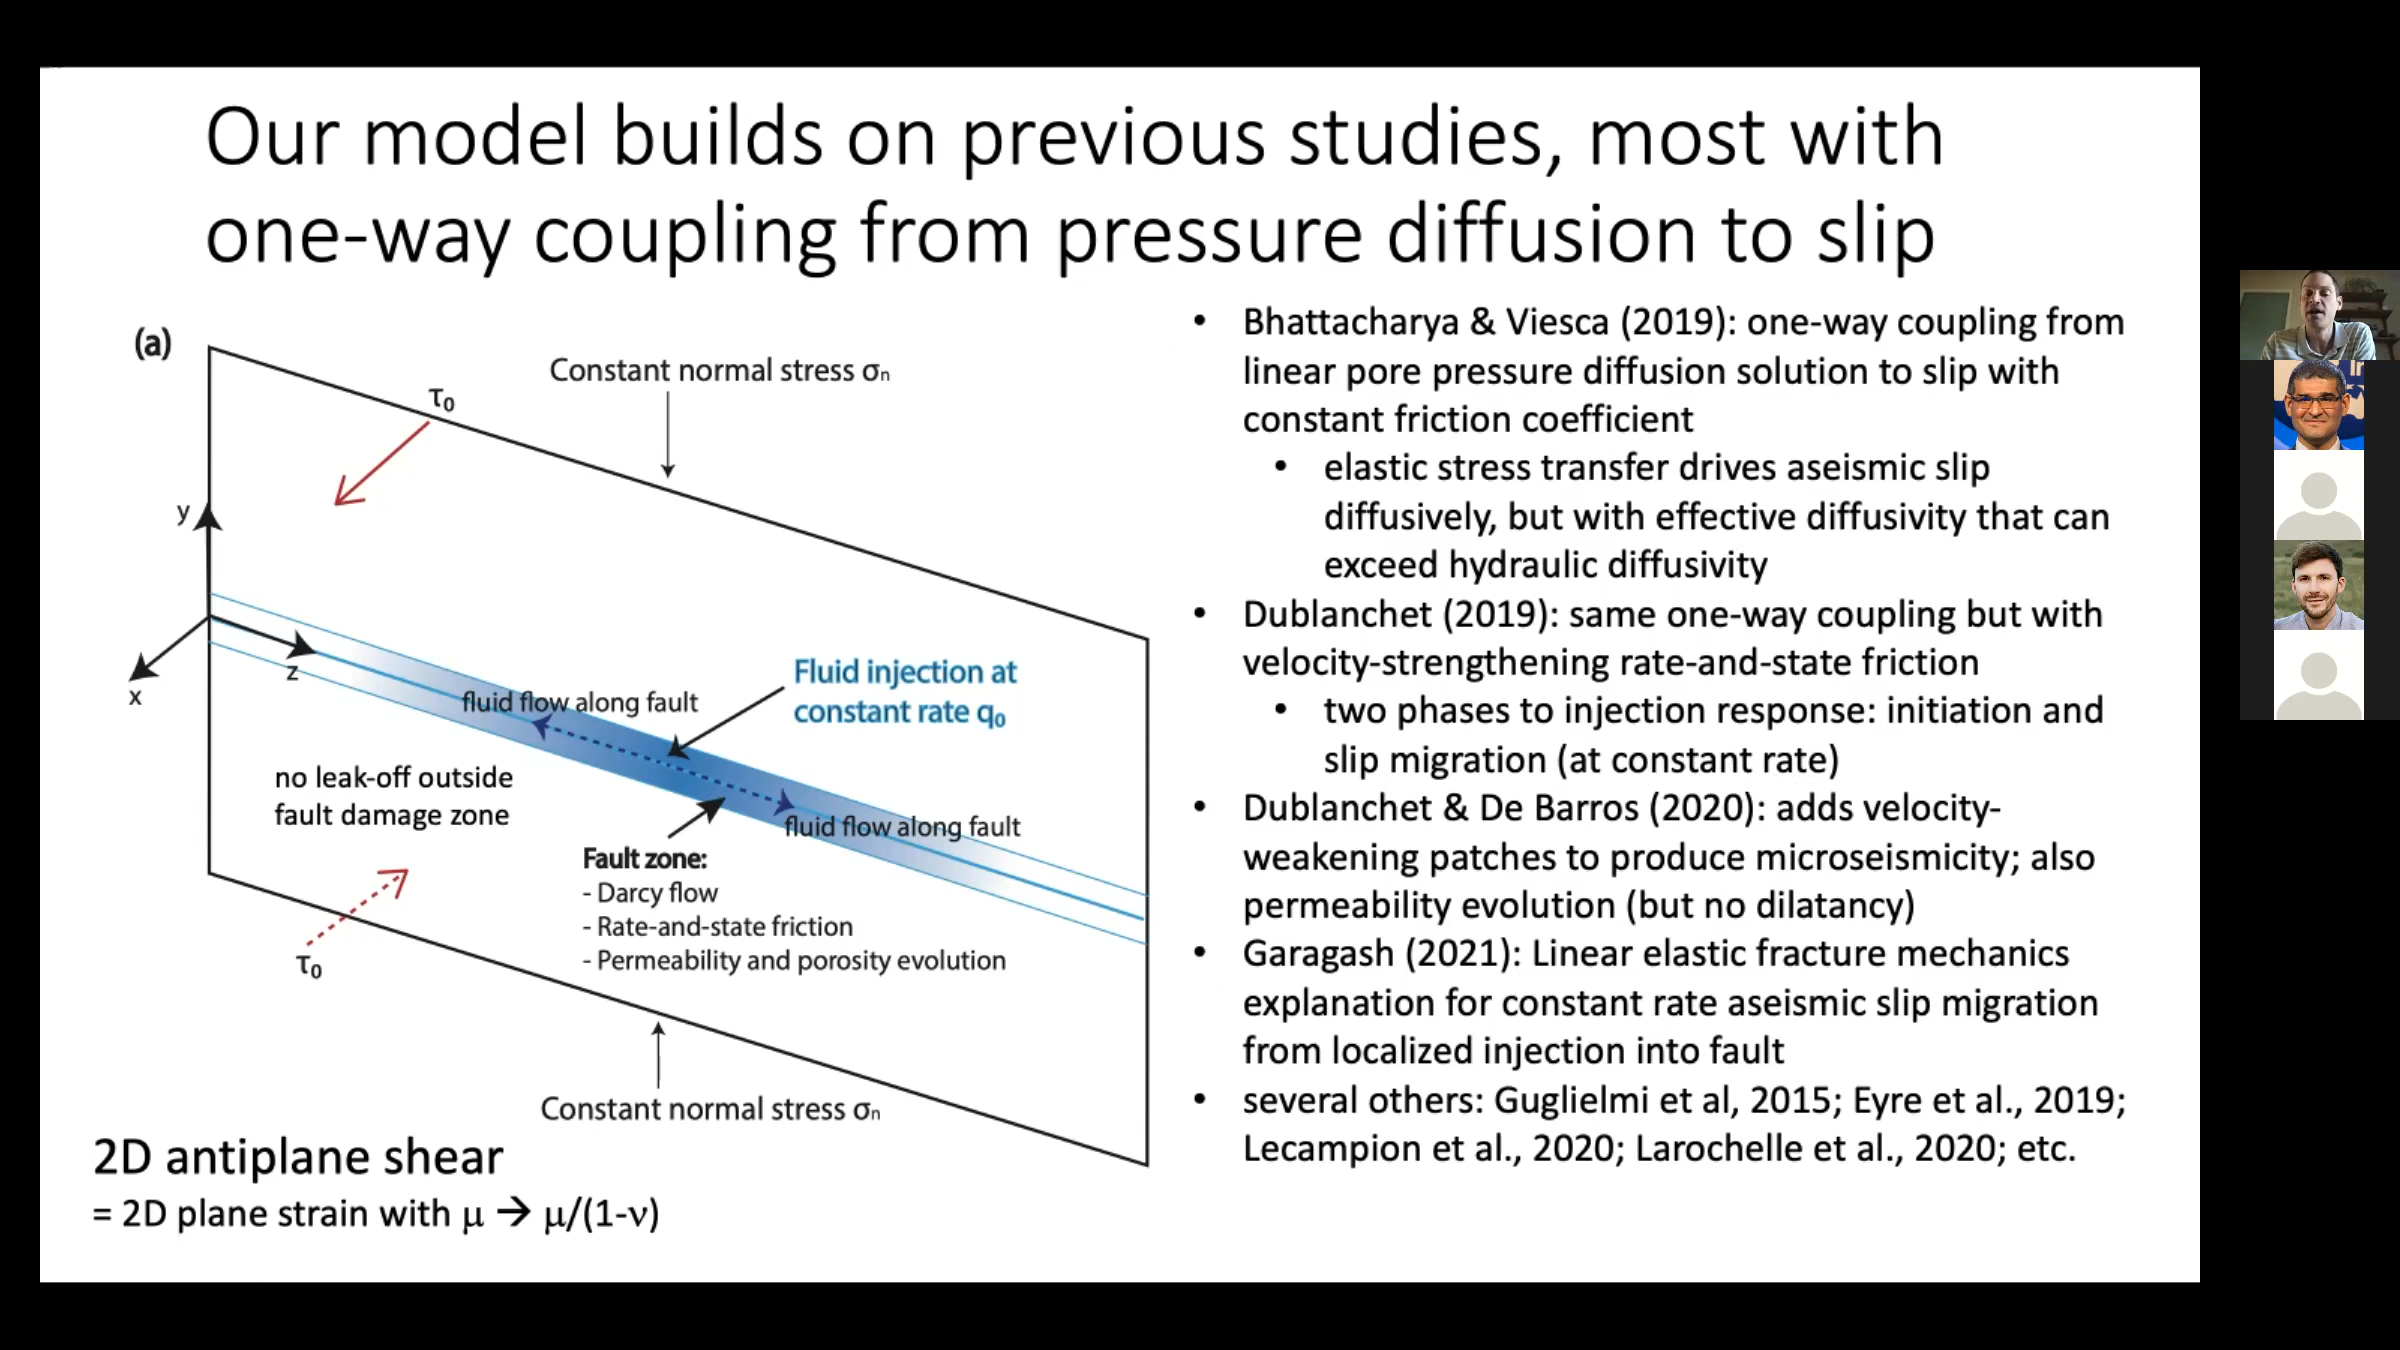 Our model builds on previous studies, most with
one-way coupling from pressure diffusion to slip
(a)
Constant normal stress σn
τ0
y
z
x
Fluid injection at
constant rate q0
fluid flow along fault
no leak-off outside
fault damage zone
fluid flow along fault
Fault zone:
- Darcy flow
- Rate-and-state friction
- Permeability and porosity evolution
τ0
Constant normal stress σn
2D antiplane shear
= 2D plane strain with μ → μ/(1-ν)
• Bhattacharya & Viesca (2019): one-way coupling from
linear pore pressure diffusion solution to slip with
constant friction coefficient
• elastic stress transfer drives aseismic slip
diffusively, but with effective diffusivity that can
exceed hydraulic diffusivity
• Dublanchet (2019): same one-way coupling but with
velocity-strengthening rate-and-state friction
• two phases to injection response: initiation and
slip migration (at constant rate)
• Dublanchet & De Barros (2020): adds velocity-
weakening patches to produce microseismicity; also
permeability evolution (but no dilatancy)
• Garagash (2021): Linear elastic fracture mechanics
explanation for constant rate aseismic slip migration
from localized injection into fault
• several others: Guglielmi et al, 2015; Eyre et al., 2019;
Lecampion et al., 2020; Larochelle et al., 2020; etc.